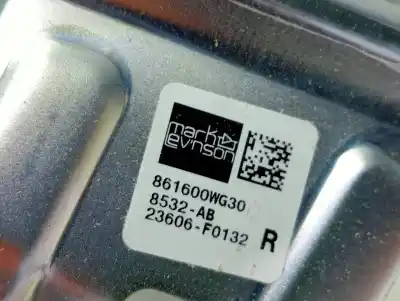 mark
levinson
861600WG30
8532-AB
23606-F0132 R